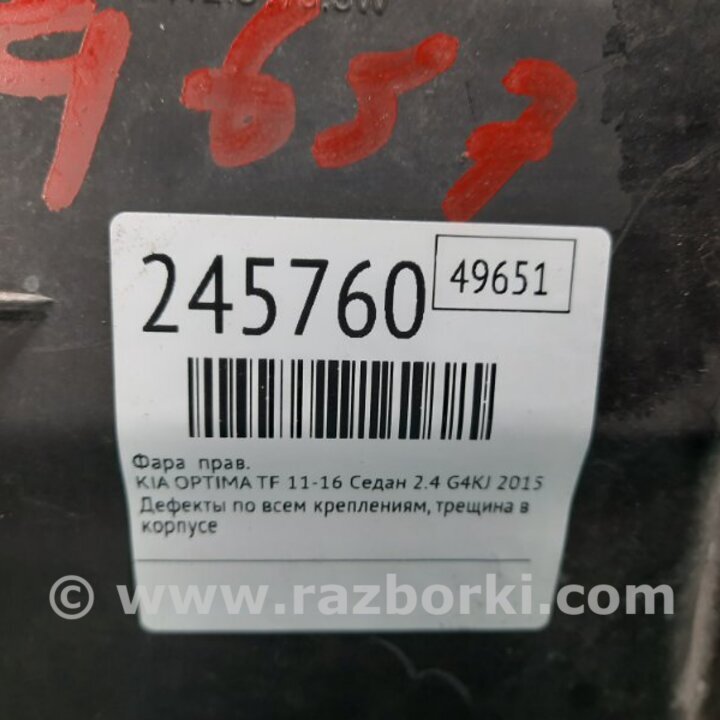 9657
245760
49651
Фара прав.
KIA OPTIMA TF 11-16 Седан 2.4 G4KJ 2015
Дефекты по всем креплениям, трещина в
корпусе
© www.razborki.com